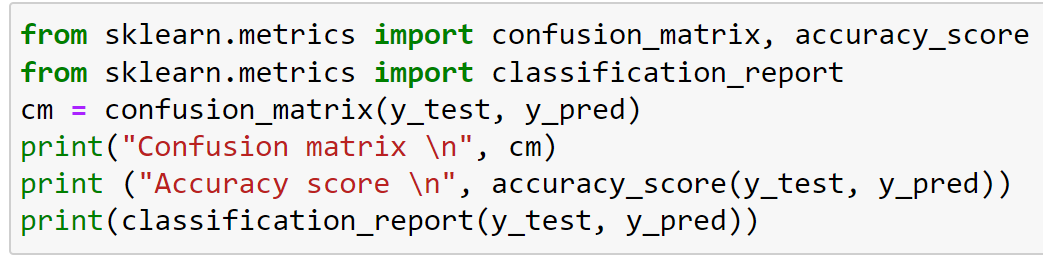 from sklearn.metrics import confusion_matrix, accuracy_score
from sklearn.metrics import classification_report
cm = confusion_matrix(y_test, y_pred)
print("Confusion matrix \n", cm)
print ("Accuracy score \n", accuracy_score(y_test, y_pred))
print(classification_report(y_test, y_pred))